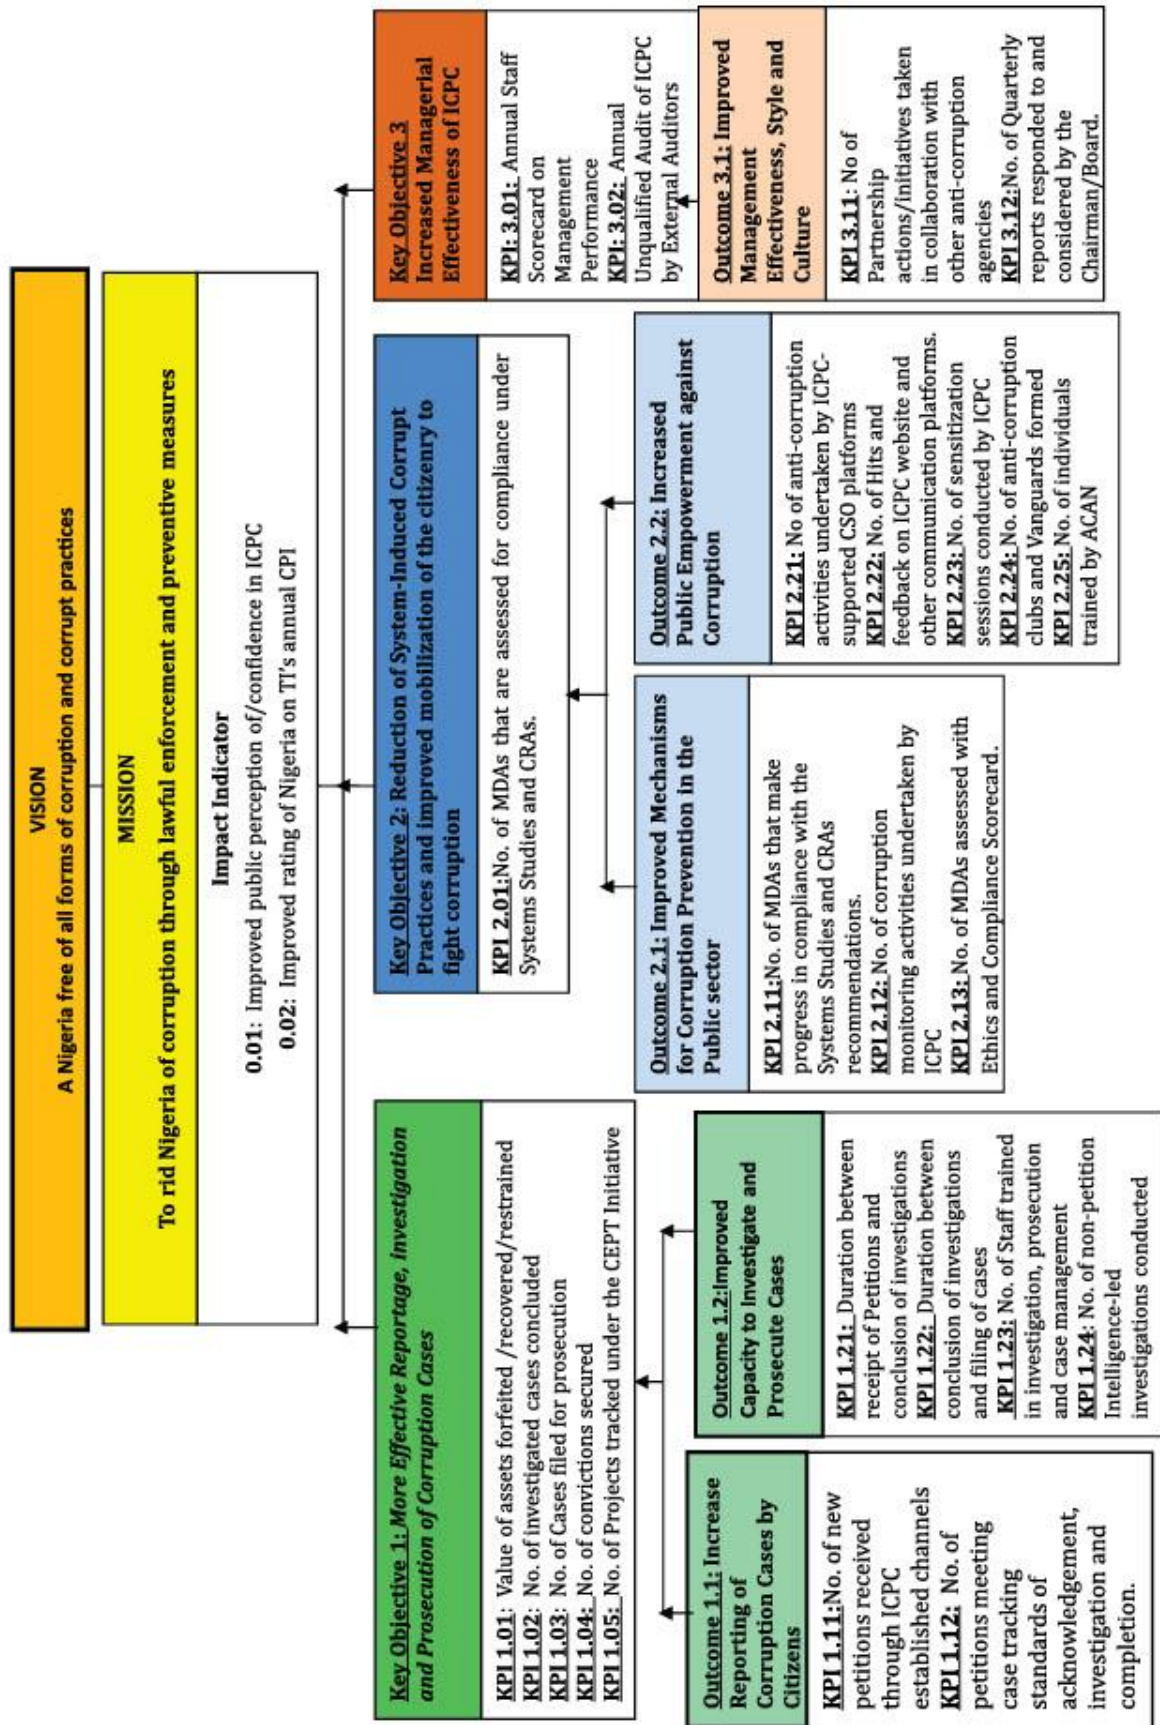 VISION
A Nigeria free of all forms of corruption and corrupt practices
MISSION
To rid Nigeria of corruption through lawful enforcement and preventive measures
Impact Indicator
0.01: Improved public perception of/confidence in ICPC
0.02: Improved rating of Nigeria on TI's annual CPI
Key Objective 1: More Effective Reportage, investigation
and Prosecution of Corruption Cases
KPI 1.01: Value of assets forfeited /recovered/restrained
KPI 1.02: No. of investigated cases concluded
KPI 1.03: No. of Cases filed for prosecution
KPI 1.04: No. of convictions secured
KPI 1.05: No. of Projects tracked under the CEPT Initiative
Outcome 1.1: Increase
Reporting of
Corruption Cases by
Citizens
KPI 1.11:No. of new
petitions received
through ICPC
established channels
KPI 1.12: No. of
petitions meeting
case tracking
standards of
acknowledgement,
investigation and
completion.
Outcome 1.2:Improved
Capacity to Investigate and
Prosecute Cases
KPI 1.21: Duration between
receipt of Petitions and
conclusion of investigations
KPI 1.22: Duration between
conclusion of investigations
and filing of cases
KPI 1.23: No. of Staff trained
in investigation, prosecution
and case management
KPI 1.24: No. of non-petition
Intelligence-led
investigations conducted
Key Objective 2: Reduction of System-Induced Corrupt
Practices and improved mobilization of the citizenry to
fight corruption
KPI 2.01:No. of MDAs that are assessed for compliance under
Systems Studies and CRAs.
Outcome 2.1: Improved Mechanisms
for Corruption Prevention in the
Public sector
KPI 2.11:No. of MDAs that make
progress in compliance with the
Systems Studies and CRAs
recommendations.
KPI 2.12: No. of corruption
monitoring activities undertaken by
ICPC
KPI 2.13: No. of MDAs assessed with
Ethics and Compliance Scorecard.
Outcome 2.2: Increased
Public Empowerment against
Corruption
KPI 2.21: No of anti-corruption
activities undertaken by ICPC-
supported CSO platforms
KPI 2.22: No. of Hits and
feedback on ICPC website and
other communication platforms.
KPI 2.23: No. of sensitization
sessions conducted by ICPC
KPI 2.24: No. of anti-corruption
clubs and Vanguards formed
KPI 2.25: No. of individuals
trained by ACAN
Key Objective 3
Increased Managerial
Effectiveness of ICPC
KPI: 3.01: Annual Staff
Scorecard on
Management
Performance
KPI: 3.02: Annual
Unqualified Audit of ICPC
by External Auditors
Outcome 3.1: Improved
Management
Effectiveness, Style and
Culture
KPI 3.11: No of
Partnership
actions/initiatives taken
in collaboration with
other anti-corruption
agencies
KPI 3.12:No. of Quarterly
reports responded to and
considered by the
Chairman/Board.